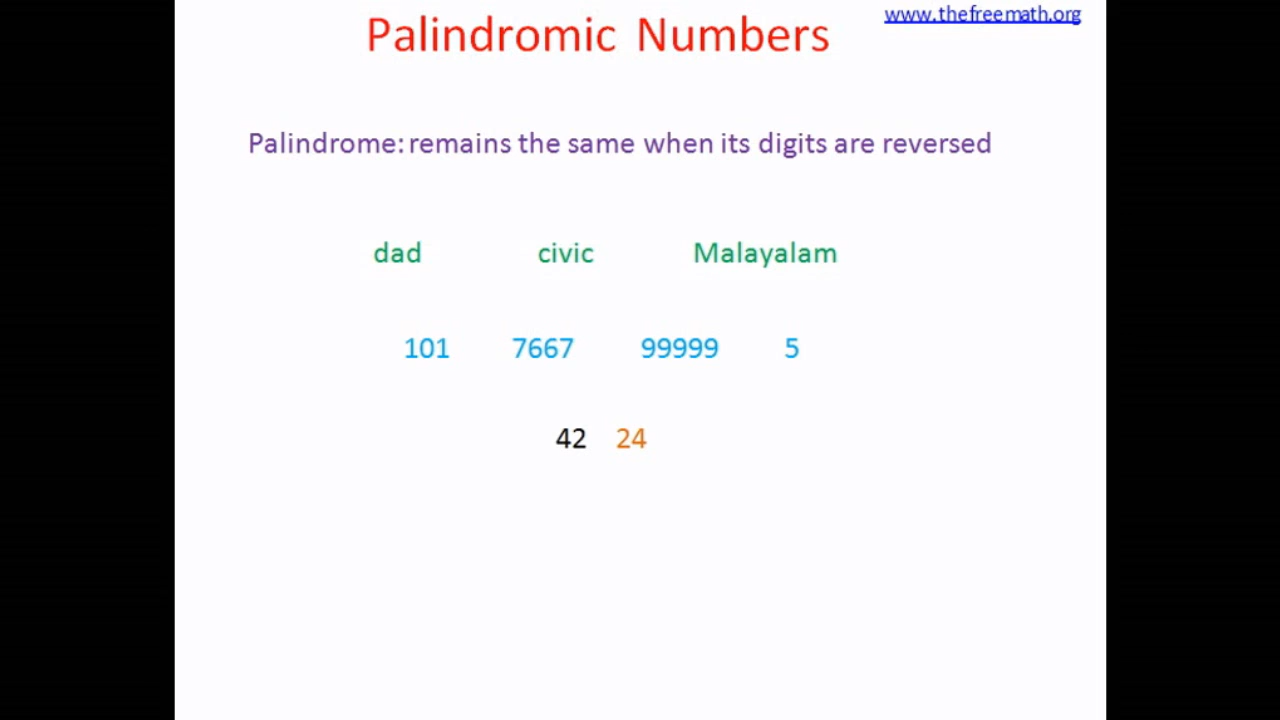 www.thefreemath.org
Palindromic Numbers
Palindrome: remains the same when its digits are reversed
dad civic Malayalam
101 7667 99999 5
42 24